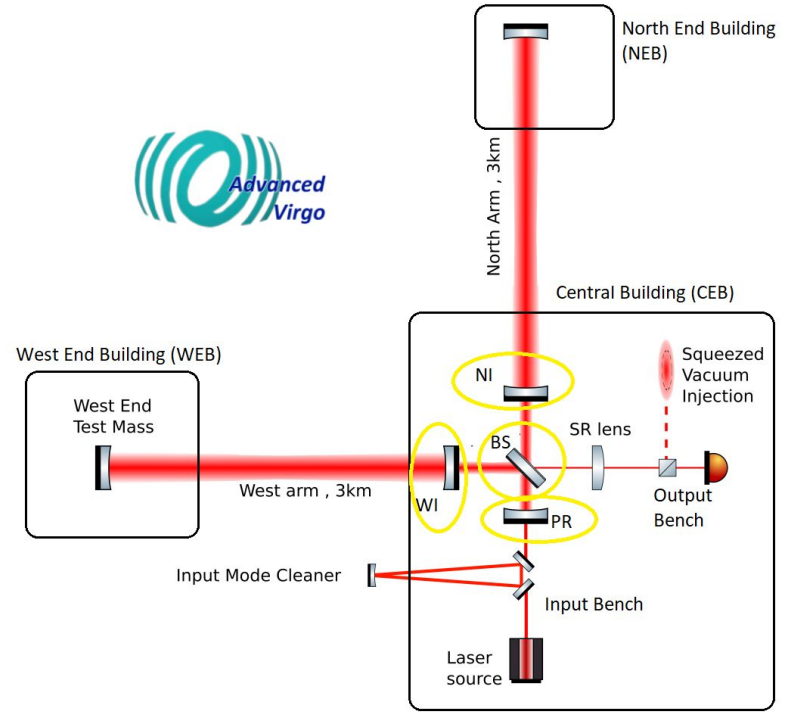 North End Building
(NEB)
Advanced
Virgo
North Arm , 3km
Central Building (CEB)
West End Building (WEB)
NI
Squeezed
Vacuum
Injection
West End
Test Mass
BS
SR lens
West arm , 3km
WI
Output
Bench
PR
Input Mode Cleaner
Input Bench
Laser
source